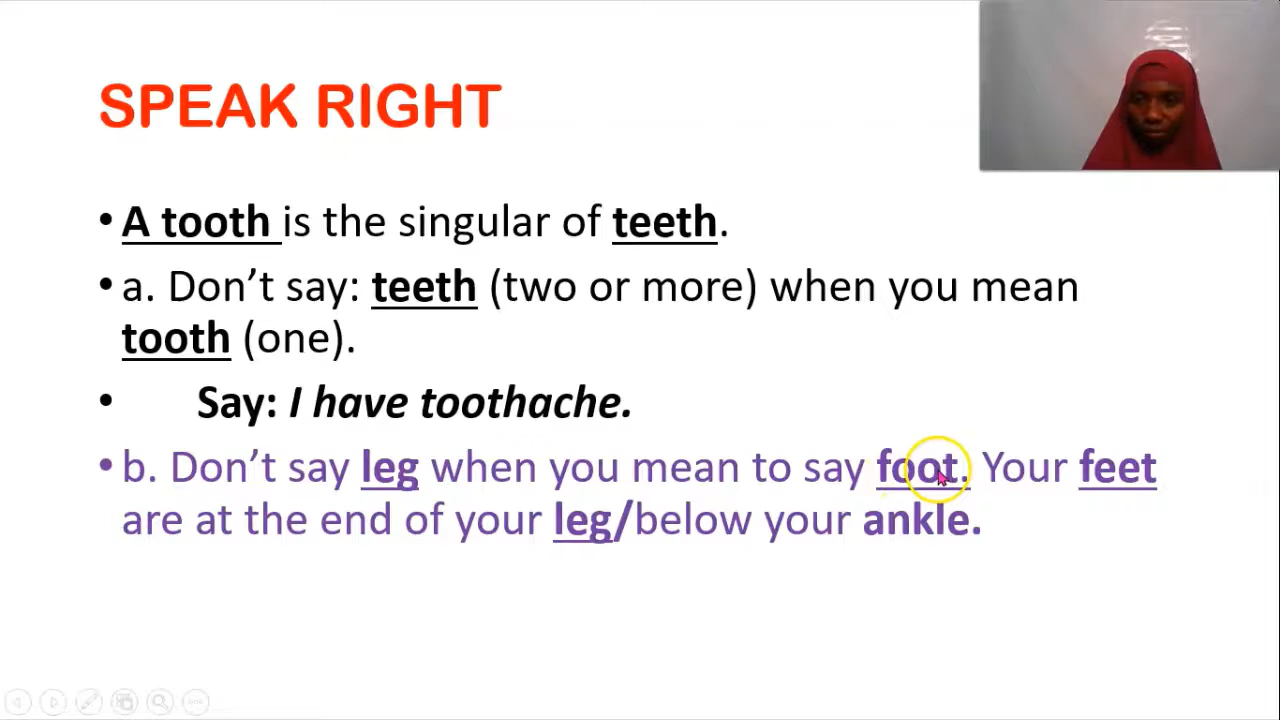 SPEAK RIGHT
• A tooth is the singular of teeth.
• a. Don’t say: teeth (two or more) when you mean
tooth (one).
• Say: I have toothache.
• b. Don’t say leg when you mean to say foot. Your feet
are at the end of your leg/below your ankle.